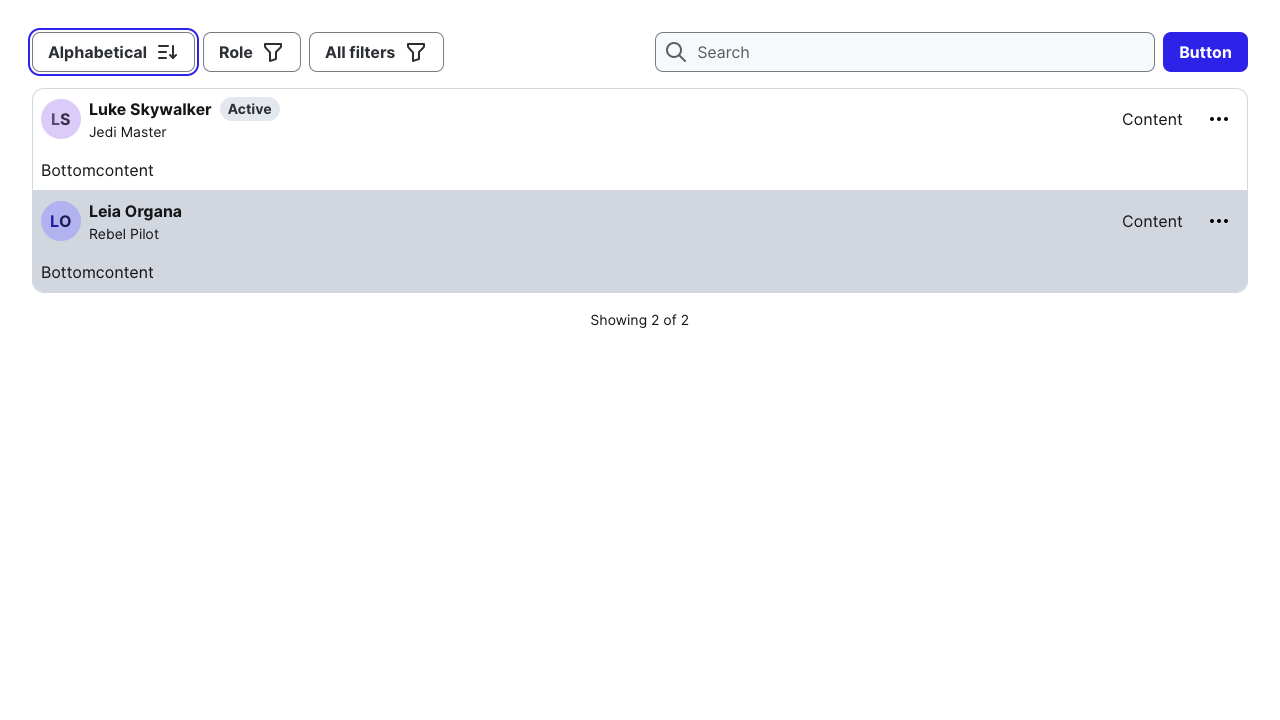 Alphabetical Role All filters Search Button
LS Luke Skywalker Active
Jedi Master
Content
Bottomcontent
LO Leia Organa
Rebel Pilot
Content
Bottomcontent
Showing 2 of 2